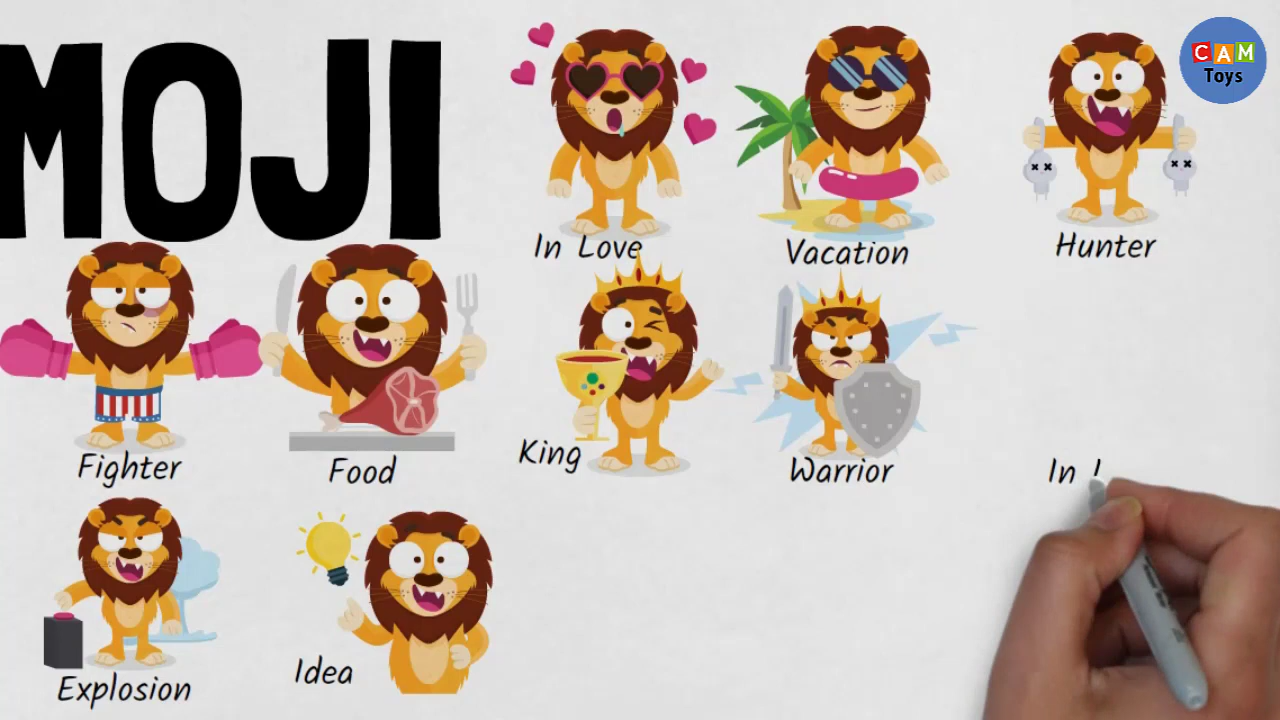 MOJI
CAM
Toys
In Love
Vacation
Hunter
Fighter
Food
King
Warrior
In
Explosion
Idea